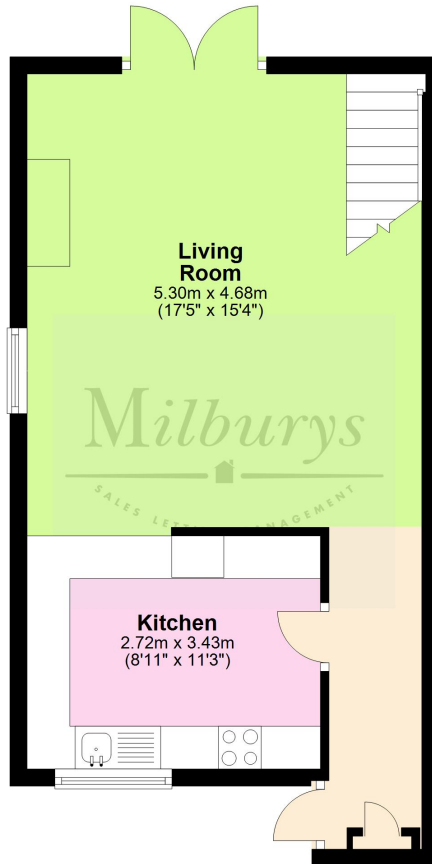 Living
Room
5.30m x 4.68m
(17'5" x 15'4")
Milburys
SALES LETTINGS MANAGEMENT
Kitchen
2.72m x 3.43m
(8'11" x 11'3")